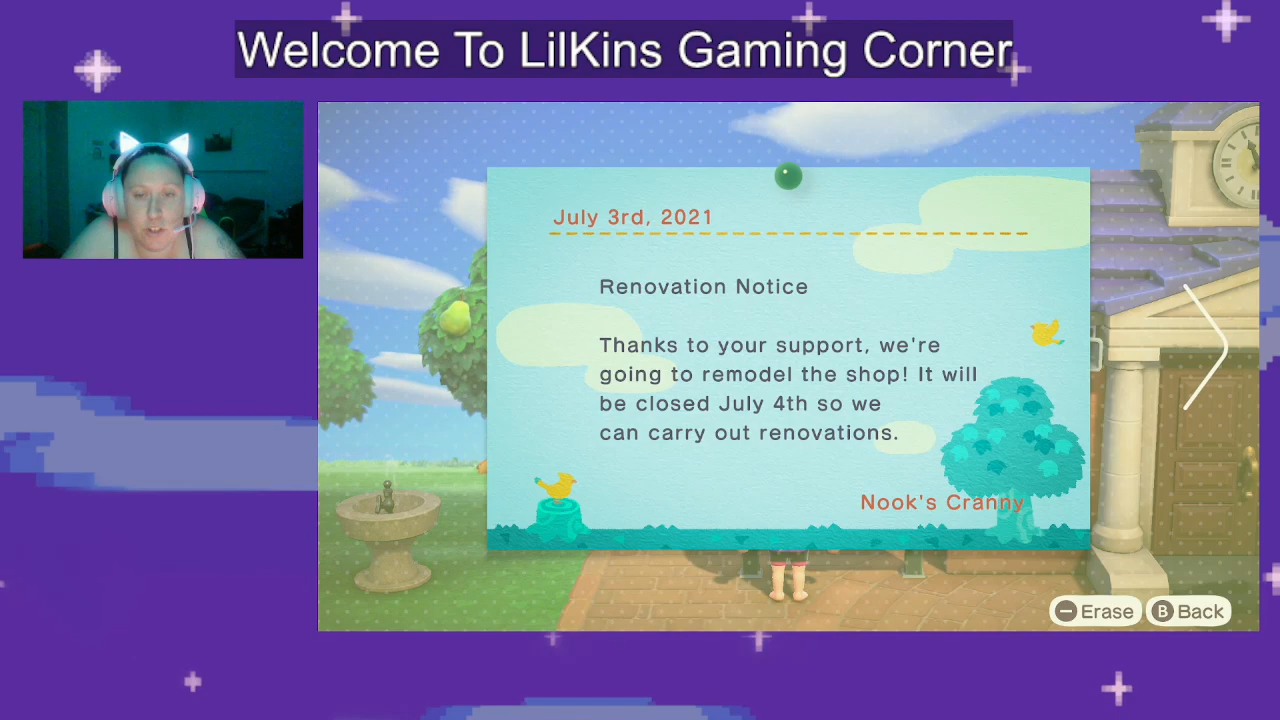 Welcome To LilKins Gaming Corner
July 3rd, 2021
Renovation Notice
Thanks to your support, we're
going to remodel the shop! It will
be closed July 4th so we
can carry out renovations.
Nook's Cranny
Erase
B Back